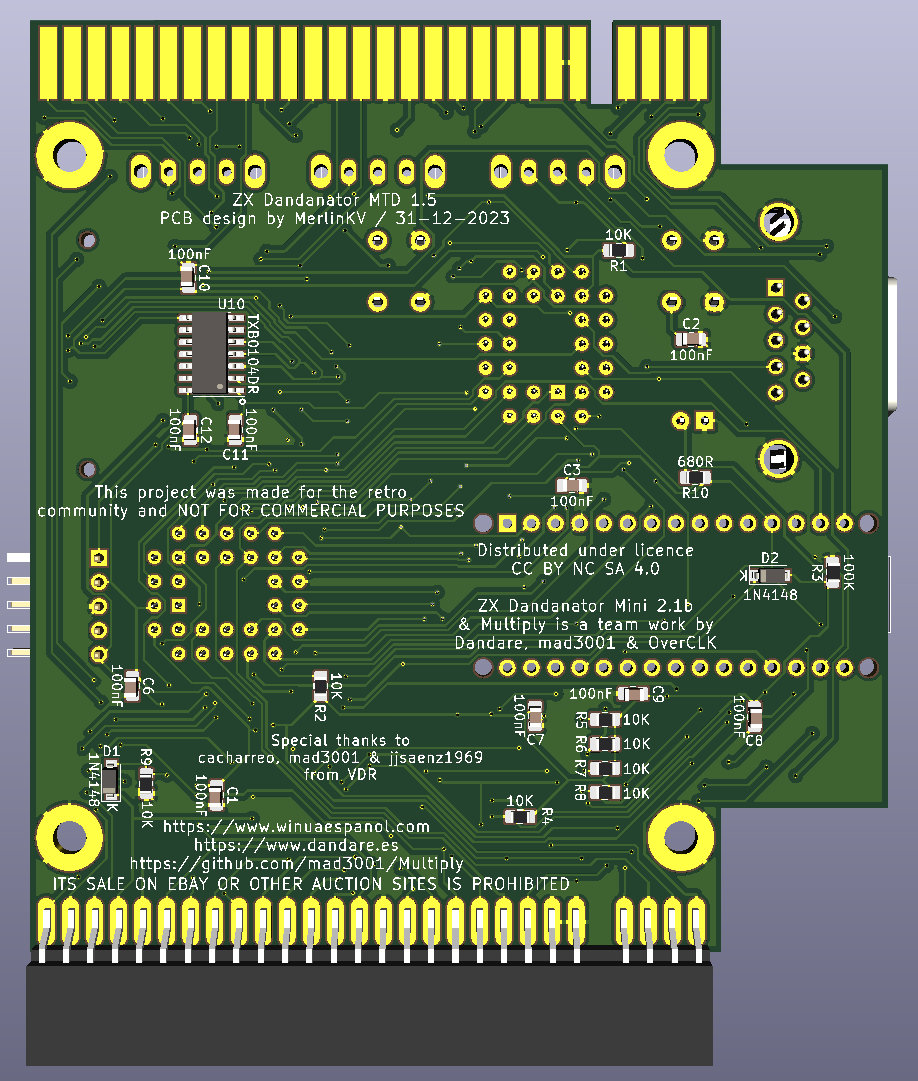 ZX Dandanator MTD 1.5
PCB design by MerlinKV / 31-12-2023
10K
R1
100nF
C10
U10
TXB0104DR
C2
100nF
100nF
C12
C11
100nF
680R
R10
C3
100nF
This project was made for the retro
community and NOT FOR COMMERCIAL PURPOSES
Distributed under licence
CC BY NC SA 4.0
D2
K
1N4148
R3
100K
ZX Dandanator Mini 2.1b
& Multiply is a team work by
Dandare, mad3001 & OverCLK
C6
100nF
10K
R2
100nF
C9
100nF
C7
R5
10K
R6
10K
R7
10K
R8
10K
100nF
C8
Special thanks to
cacharreo, mad3001 & jjsaenz1969
from VDR
D1
1N4148
K
R9
10K
100nF
C1
10K
R4
https://www.winuaespanol.com
https://www.dandare.es
https://github.com/mad3001/Multiply
ITS SALE ON EBAY OR OTHER AUCTION SITES IS PROHIBITED